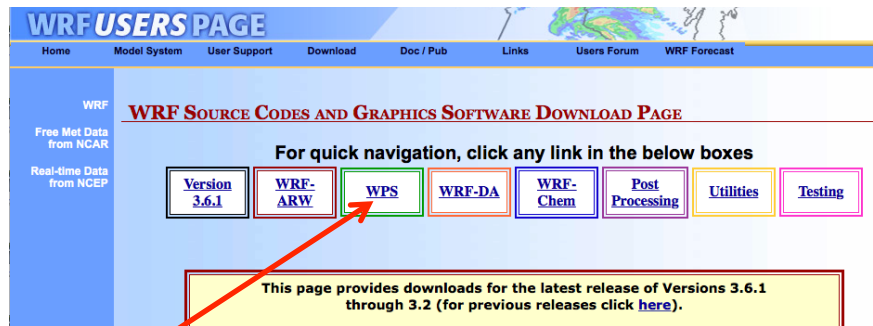 WRF USERS PAGE
Home Model System User Support Download Doc / Pub Links Users Forum WRF Forecast
WRF
Free Met Data
from NCAR
Real-time Data
from NCEP
WRF SOURCE CODES AND GRAPHICS SOFTWARE DOWNLOAD PAGE
For quick navigation, click any link in the below boxes
Version
3.6.1
WRF-
ARW
WPS
WRF-DA
WRF-
Chem
Post
Processing
Utilities
Testing
This page provides downloads for the latest release of Versions 3.6.1
through 3.2 (for previous releases click here).